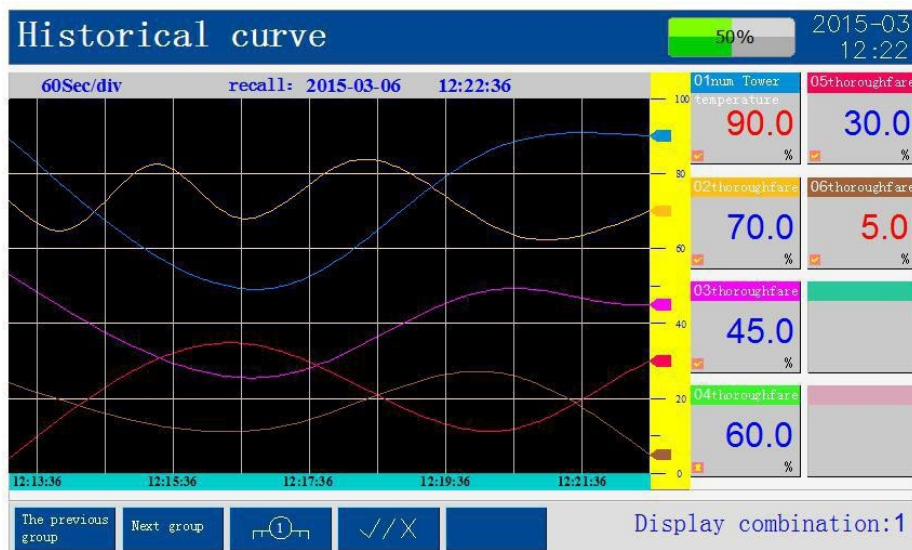 Historical curve
50%
2015-03
12:22
60Sec/div
recall: 2015-03-06
12:22:36
100
80
60
40
20
0
01num Tower
temperature
90.0
%
05thoroughfare
30.0
%
02thoroughfare
70.0
%
06thoroughfare
5.0
%
03thoroughfare
45.0
%
04thoroughfare
60.0
%
12:13:36
12:15:36
12:17:36
12:19:36
12:21:36
The previous
group
Next group
1
✓/X
Display combination:1